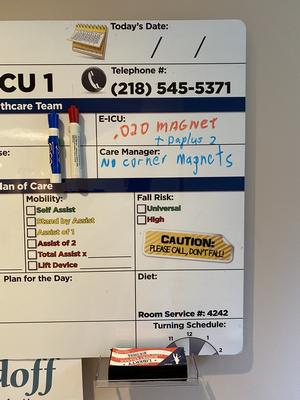 Today's Date:
/ /
CU 1
Telephone #:
(218) 545-5371
thcare Team
E-ICU:
.020 MAGNET
+ Daplus 2
se:
Care Manager:
No corner magnets
lan of Care
Mobility:
Self Assist
Stand by Assist
Assist of 1
Assist of 2
Total Assist x
Lift Device
Fall Risk:
Universal
High
CAUTION:
PLEASE CALL, DON'T FALL!
Plan for the Day:
Diet:
Room Service #: 4242
Turning Schedule:
11 12 1
2
doff